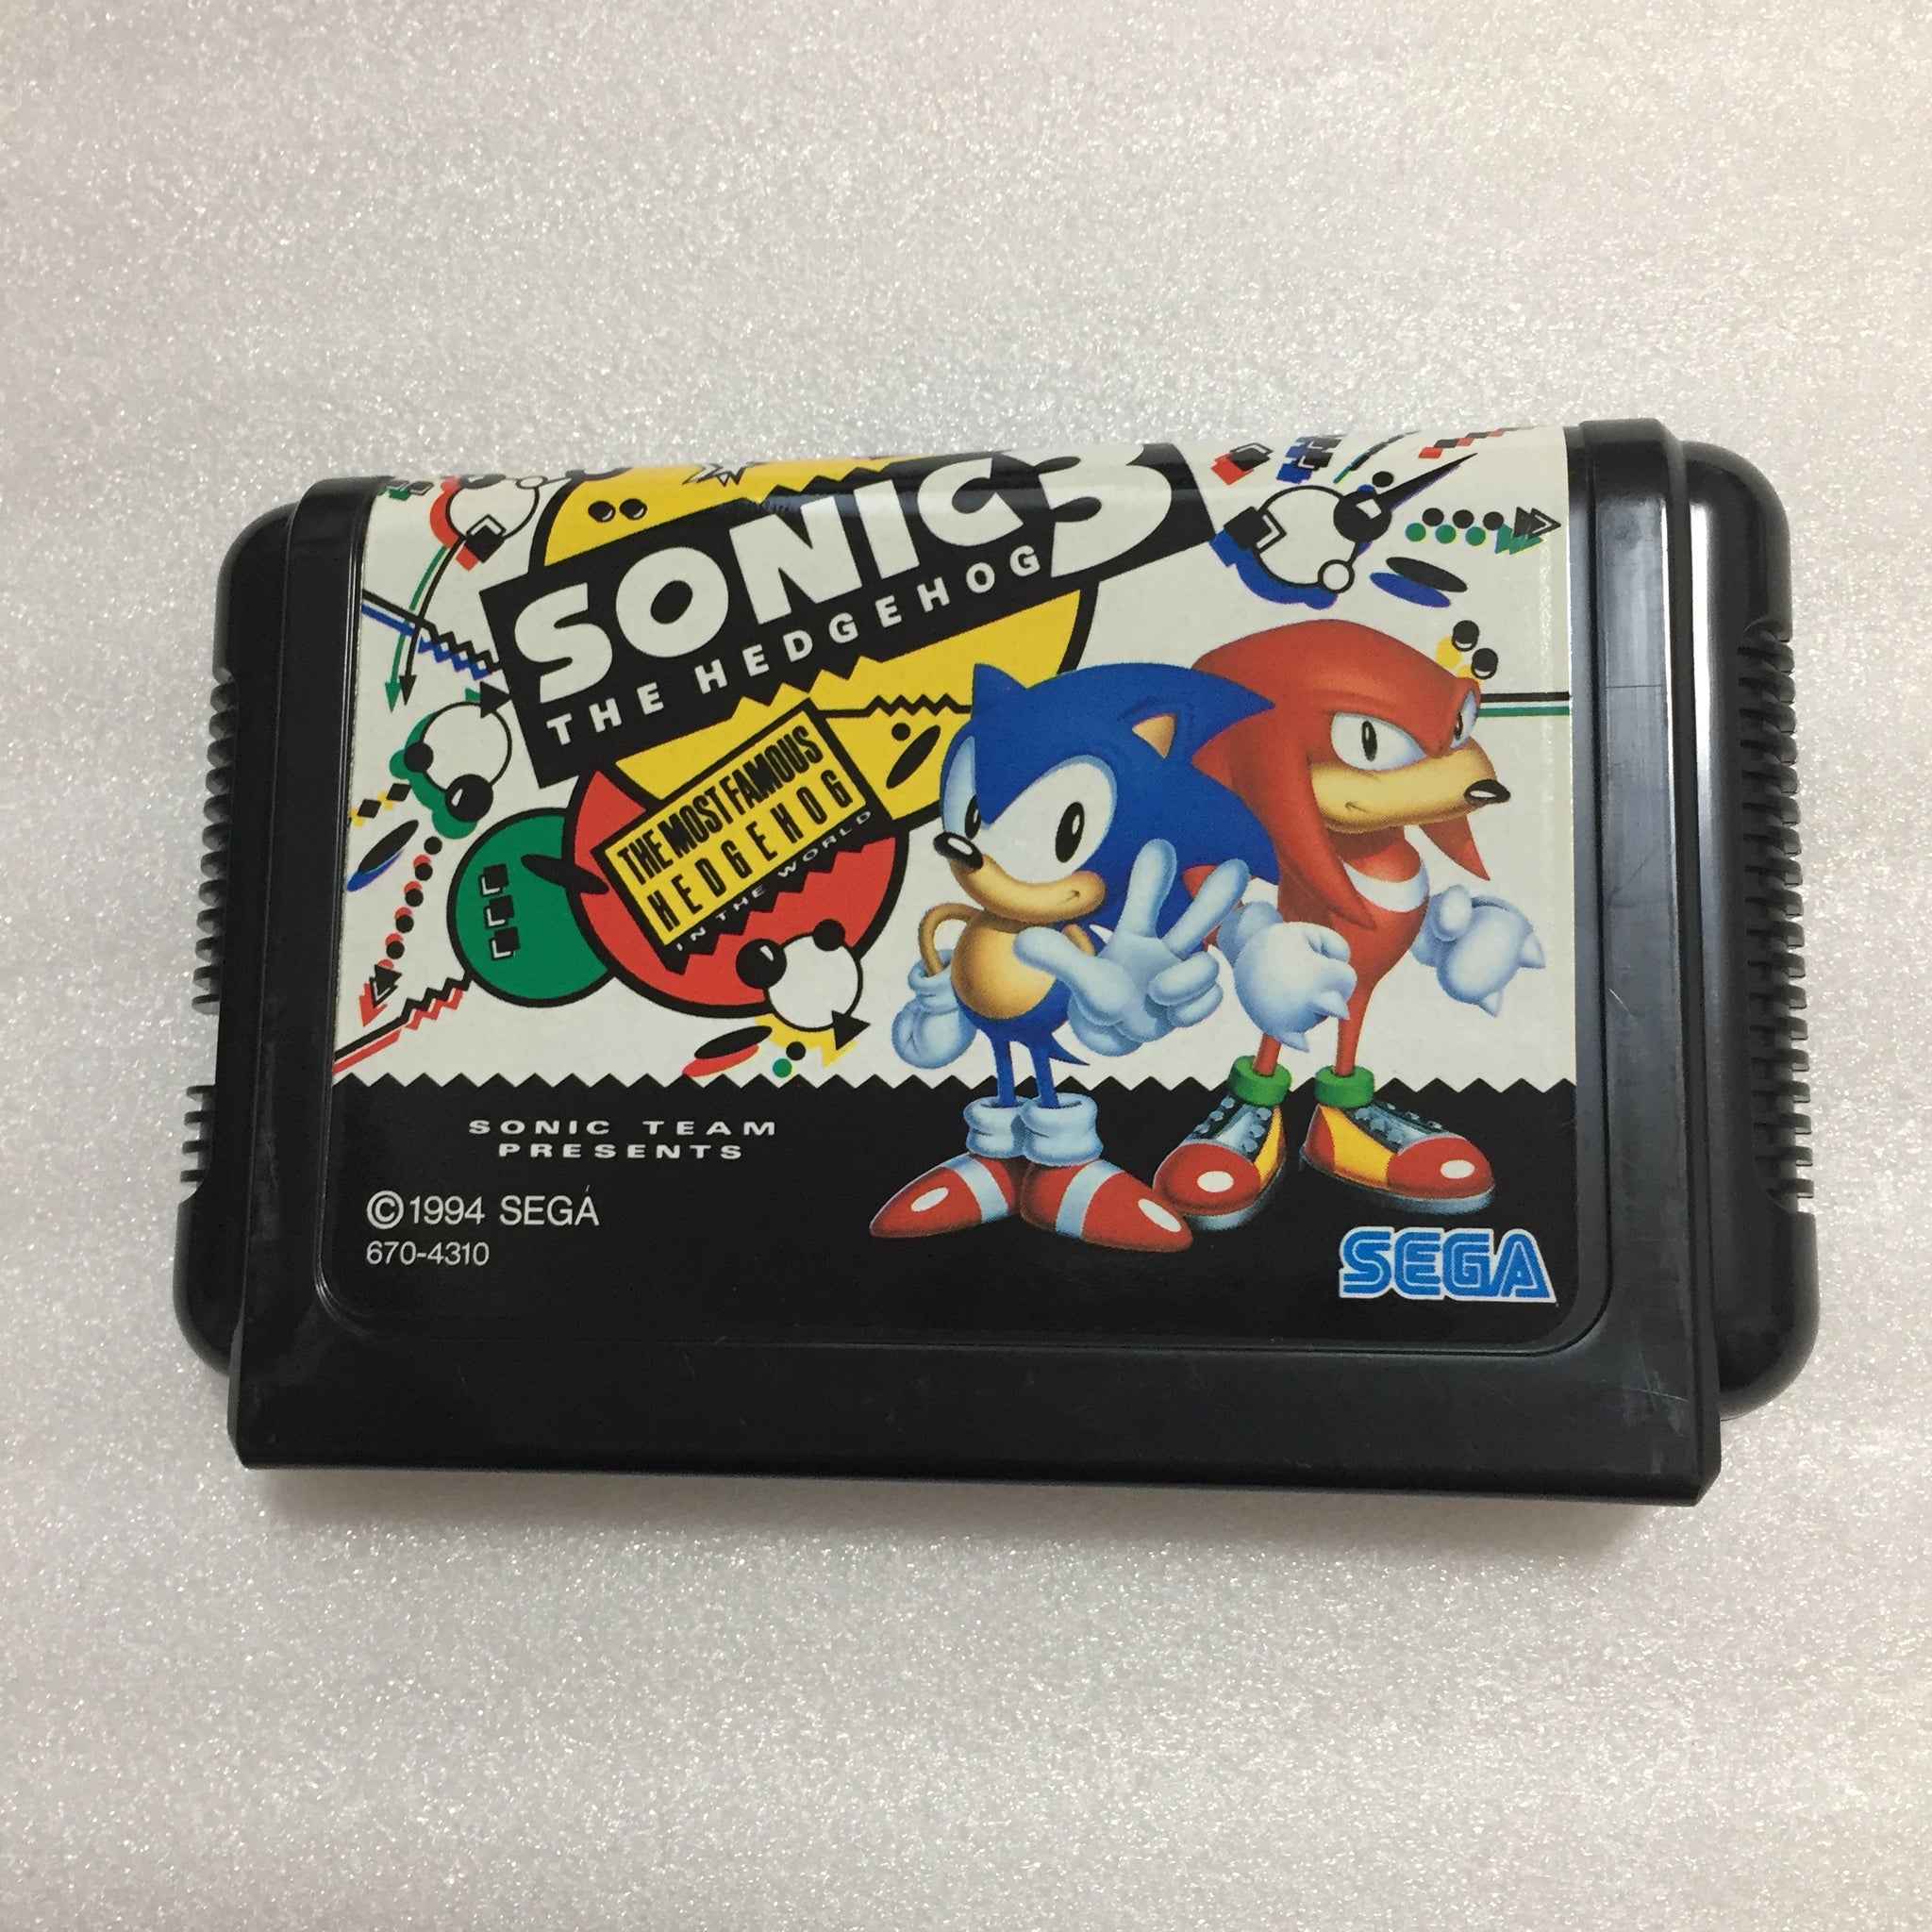 SONIC 3
THE HEDGEHOG
THE MOST FAMOUS
HEDGEHOG
IN THE WORLD
SONIC TEAM
PRESENTS
©1994 SEGA
670-4310
SEGA